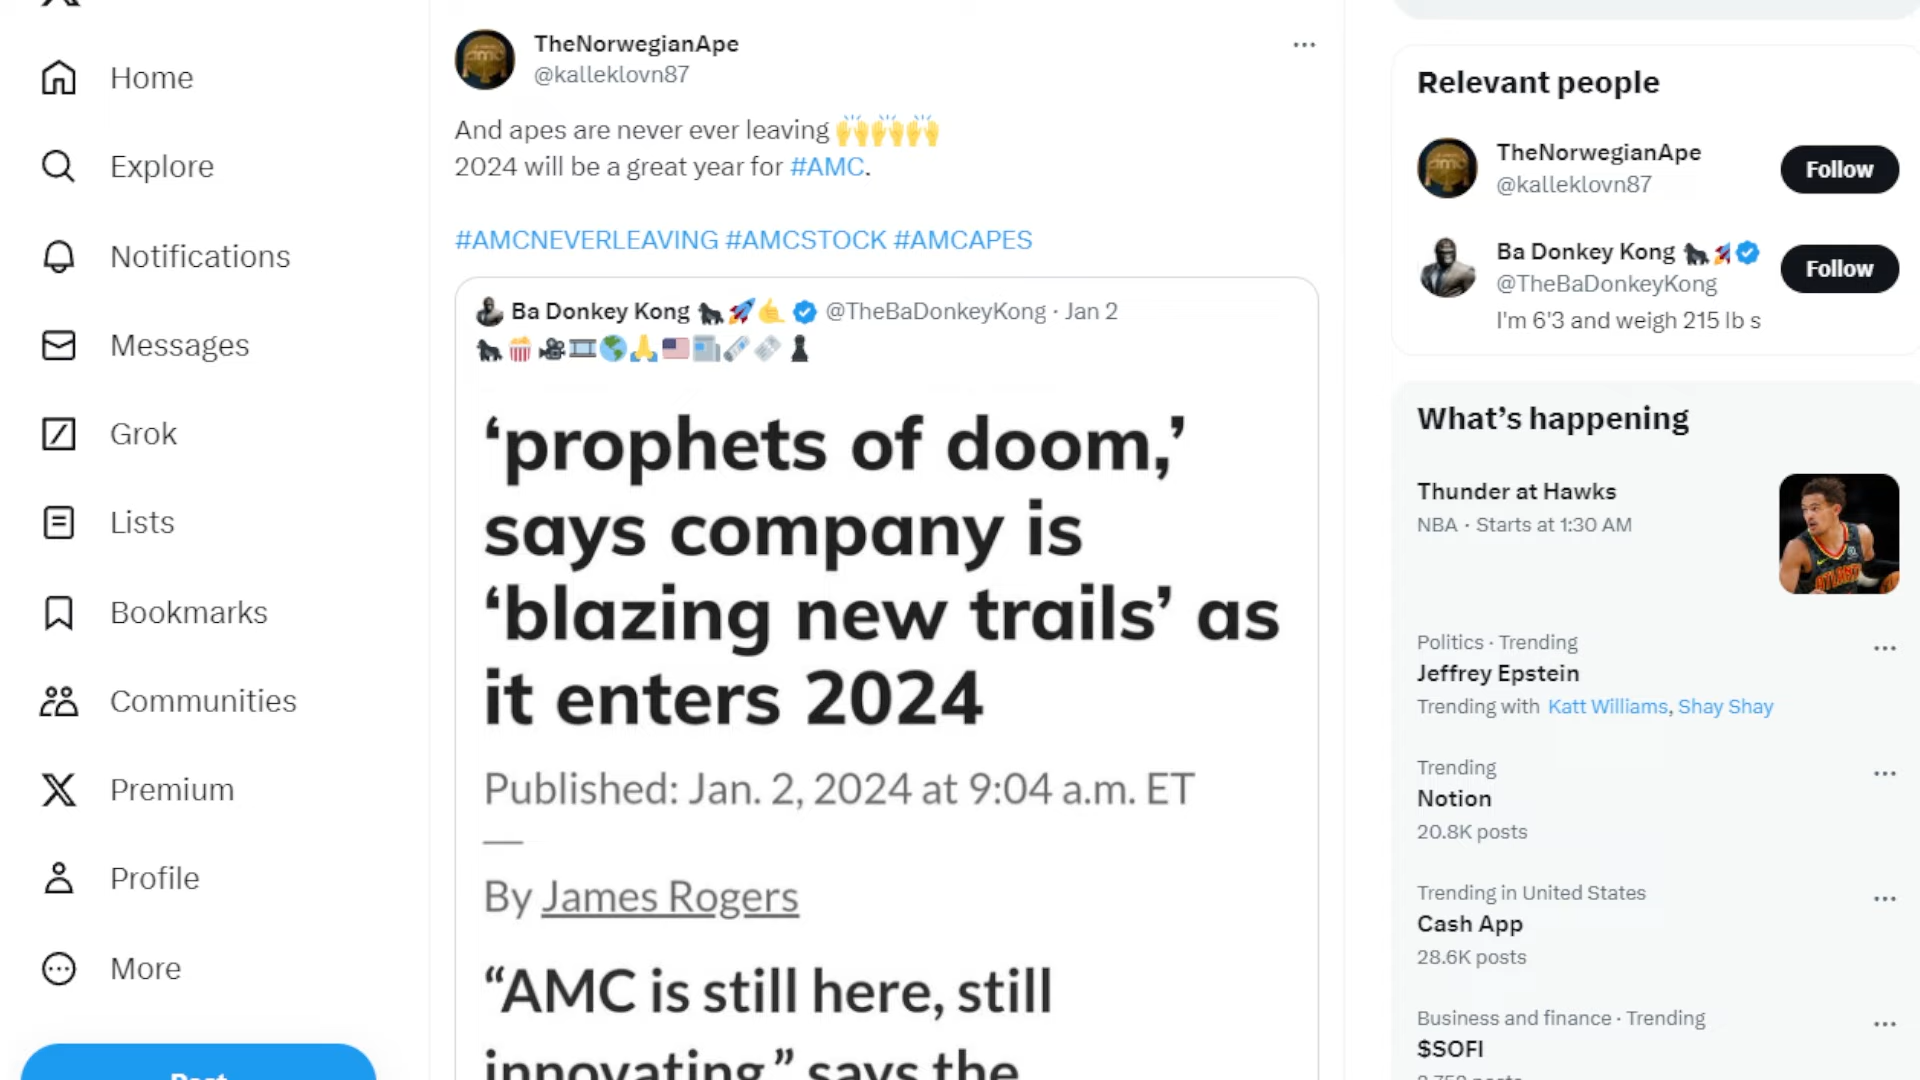 Home
Explore
Notifications
Messages
Grok
Lists
Bookmarks
Communities
Premium
Profile
More
Post
TheNorwegianApe
@kalleklovn87
And apes are never ever leaving 🙌🙌🙌
2024 will be a great year for #AMC.
#AMCNEVERLEAVING #AMCSTOCK #AMCAPES
Ba Donkey Kong 🦍🚀🤙 @TheBaDonkeyKong · Jan 2
🦍🍿🎥🎞️🌎🙏🇺🇸📰🗞️🎟️♟️
‘prophets of doom,’
says company is
‘blazing new trails’ as
it enters 2024
Published: Jan. 2, 2024 at 9:04 a.m. ET
By James Rogers
“AMC is still here, still
innovating,” says the
Relevant people
TheNorwegianApe
@kalleklovn87
Follow
Ba Donkey Kong 🦍🚀
@TheBaDonkeyKong
Follow
I'm 6'3 and weigh 215 lb s
What’s happening
Thunder at Hawks
NBA · Starts at 1:30 AM
Politics · Trending
Jeffrey Epstein
Trending with Katt Williams, Shay Shay
Trending
Notion
20.8K posts
Trending in United States
Cash App
28.6K posts
Business and finance · Trending
$SOFI